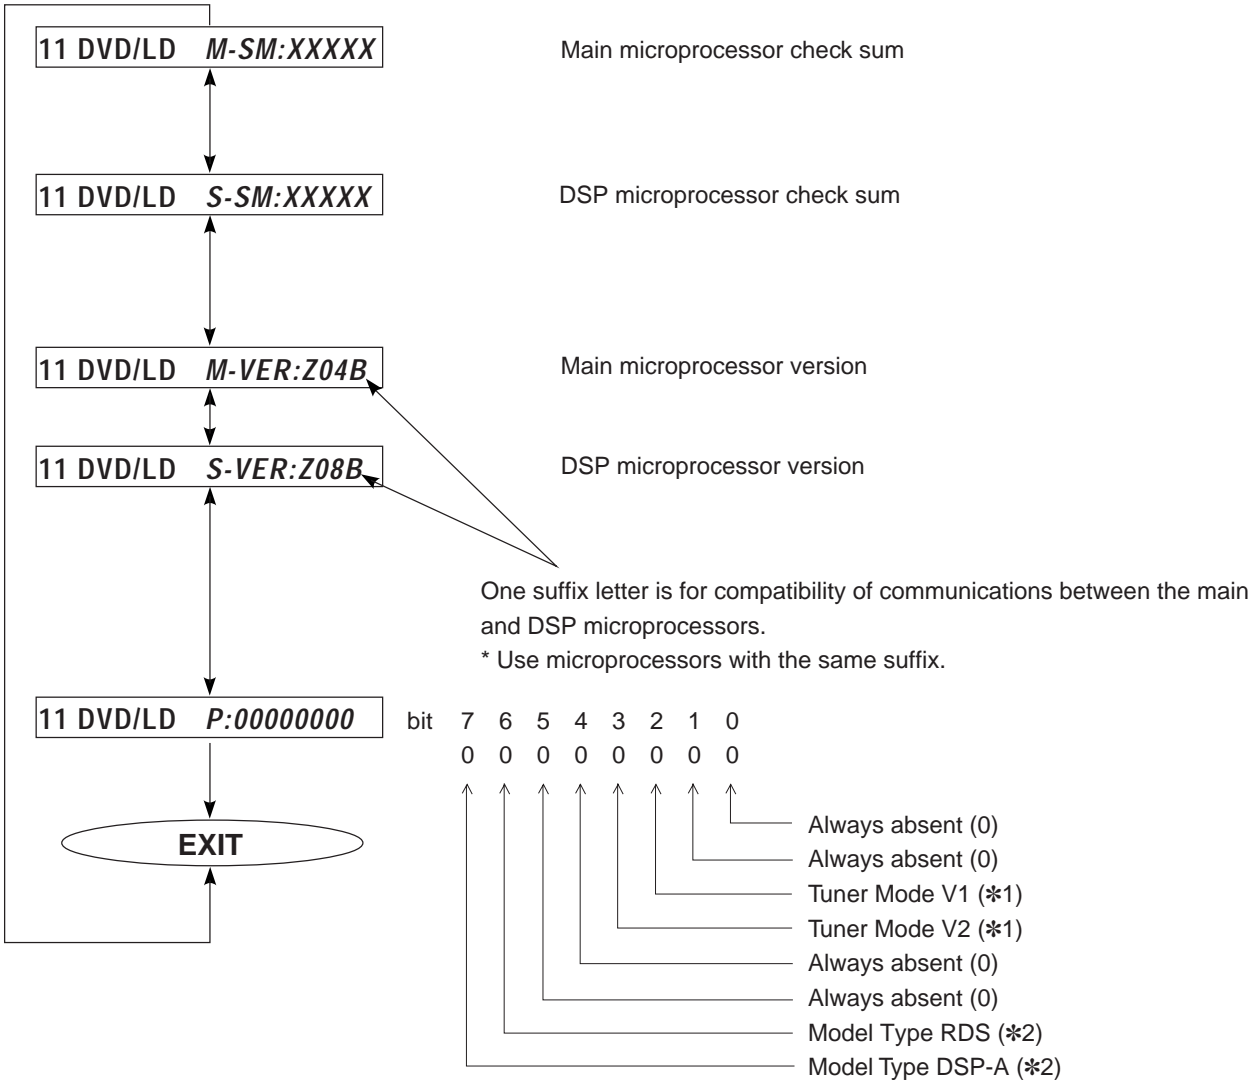 11 DVD/LD M-SM:XXXXX
Main microprocessor check sum
11 DVD/LD S-SM:XXXXX
DSP microprocessor check sum
11 DVD/LD M-VER:Z04B
Main microprocessor version
11 DVD/LD S-VER:Z08B
DSP microprocessor version
One suffix letter is for compatibility of communications between the main
and DSP microprocessors.
* Use microprocessors with the same suffix.
11 DVD/LD P:00000000
bit 7 6 5 4 3 2 1 0
0 0 0 0 0 0 0 0
Always absent (0)
Always absent (0)
Tuner Mode V1 (✽1)
Tuner Mode V2 (✽1)
Always absent (0)
Always absent (0)
Model Type RDS (✽2)
Model Type DSP-A (✽2)
EXIT